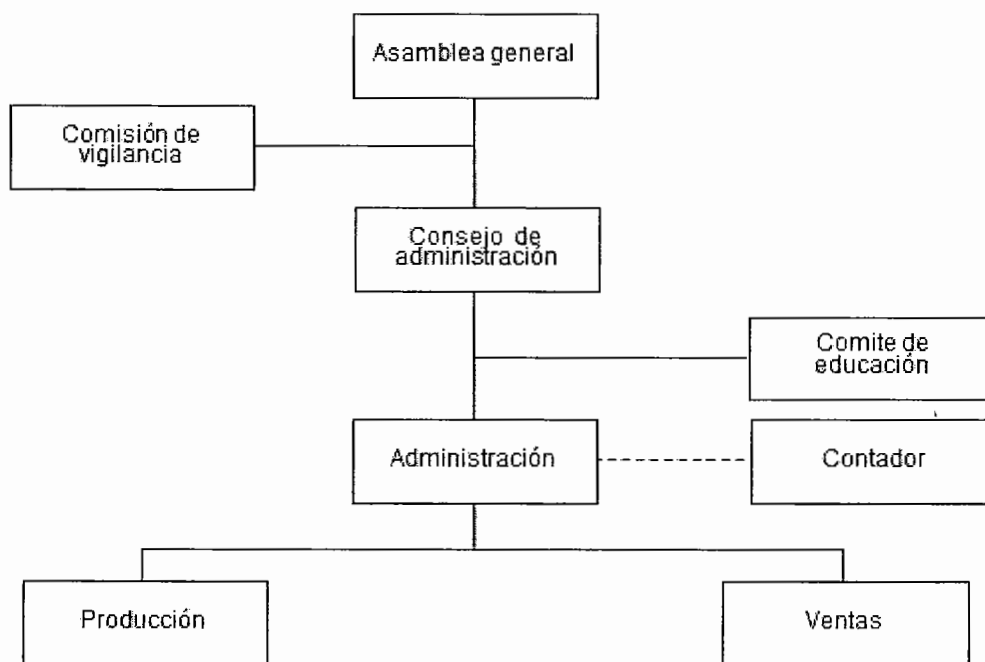 Asamblea general
Comisión de
vigilancia
Consejo de
administración
Comite de
educación
Administración
Contador
Producción
Ventas